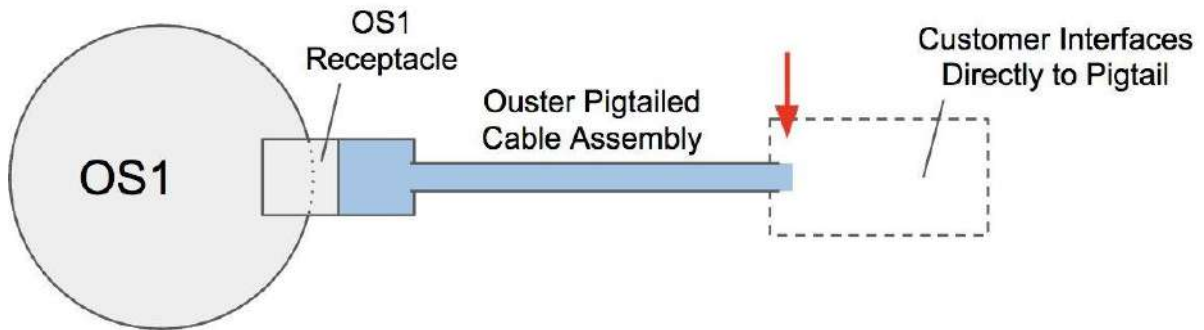 OS1
Receptacle
Customer Interfaces
Directly to Pigtail
Ouster Pigtailed
Cable Assembly
OS1